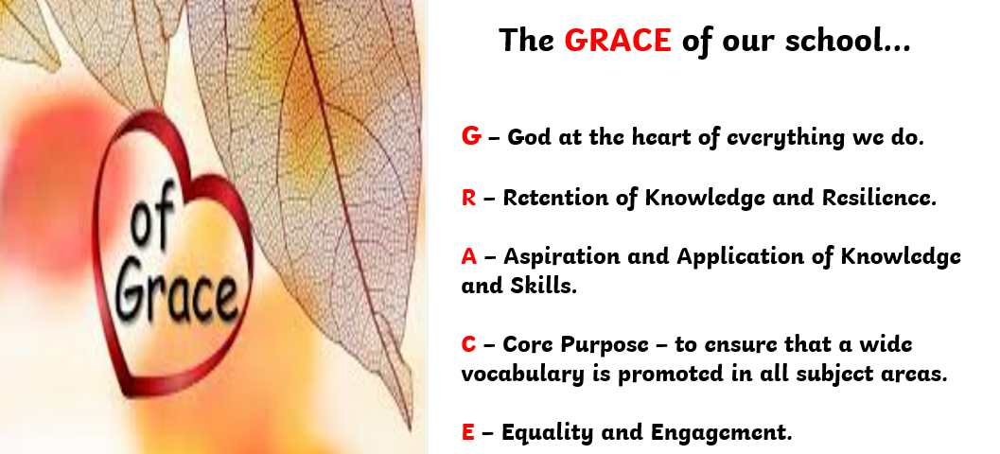 of
Grace
The GRACE of our school...
G – God at the heart of everything we do.
R – Retention of Knowledge and Resilience.
A – Aspiration and Application of Knowledge
and Skills.
C – Core Purpose – to ensure that a wide
vocabulary is promoted in all subject areas.
E – Equality and Engagement.